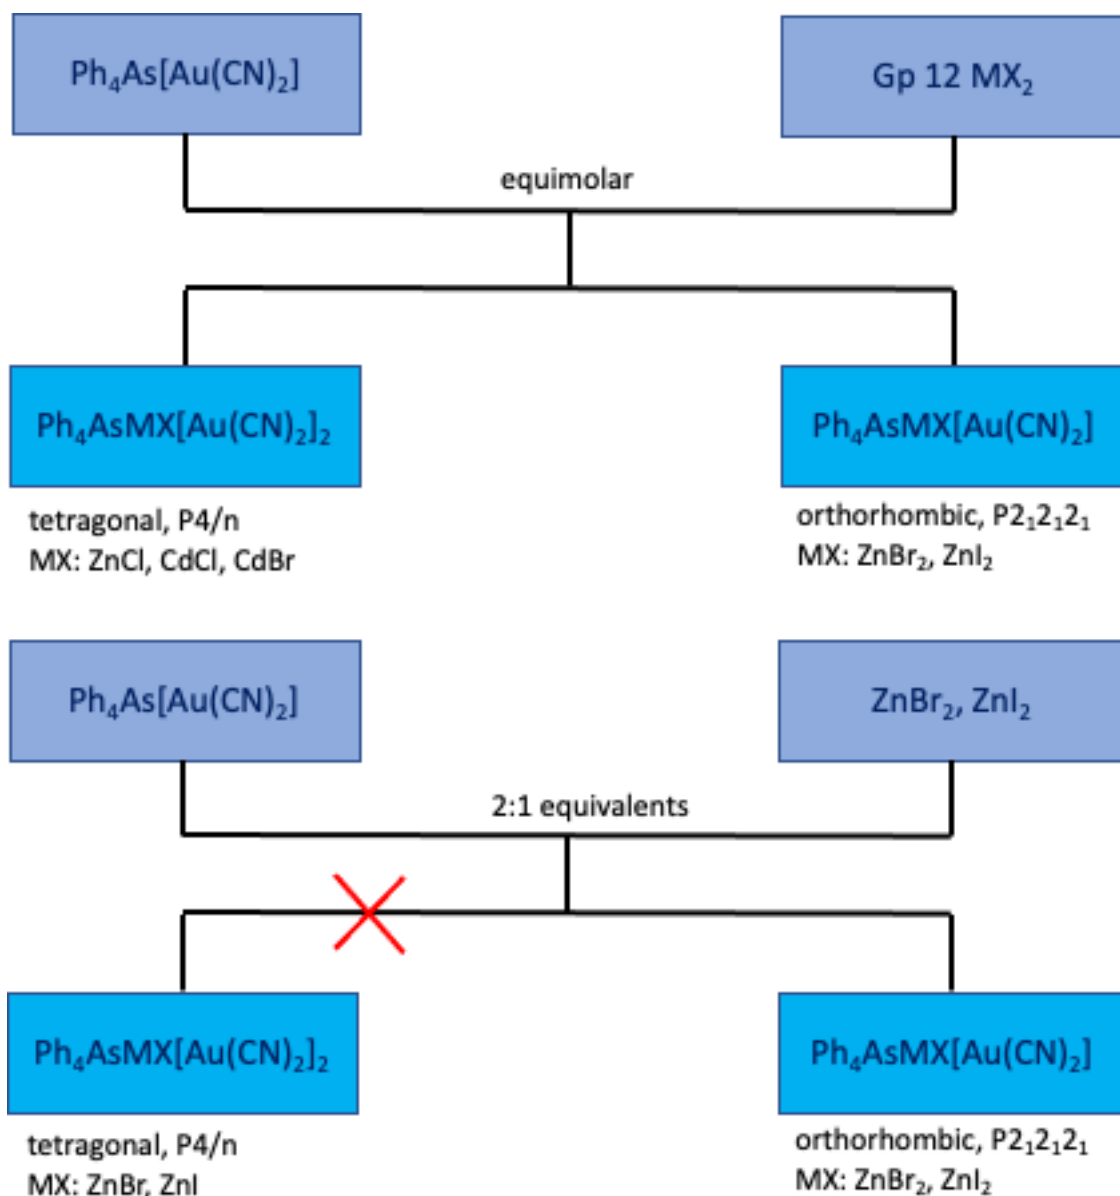 Ph₄As[Au(CN)₂]
Gp 12 MX₂
equimolar
Ph₄AsMX[Au(CN)₂]₂
Ph₄AsMX[Au(CN)₂]
tetragonal, P4/n
MX: ZnCl, CdCl, CdBr
orthorhombic, P2₁2₁2₁
MX: ZnBr₂, ZnI₂
Ph₄As[Au(CN)₂]
ZnBr₂, ZnI₂
2:1 equivalents
Ph₄AsMX[Au(CN)₂]₂
Ph₄AsMX[Au(CN)₂]
tetragonal, P4/n
MX: ZnBr, ZnI
orthorhombic, P2₁2₁2₁
MX: ZnBr₂, ZnI₂